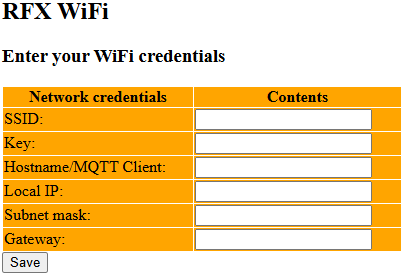 RFX WiFi
Enter your WiFi credentials
Network credentials Contents
SSID:
Key:
Hostname/MQTT Client:
Local IP:
Subnet mask:
Gateway:
Save